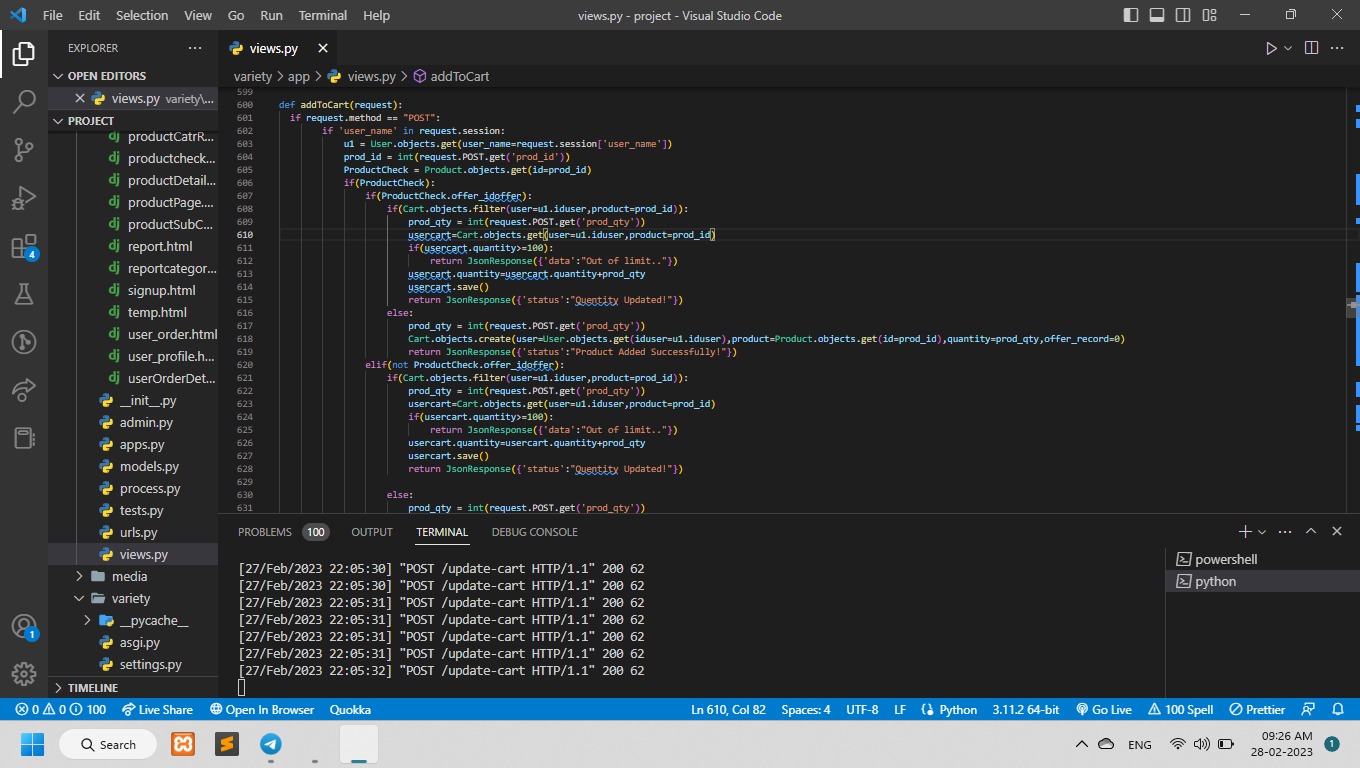 File Edit Selection View Go Run Terminal Help
views.py - project - Visual Studio Code
EXPLORER ···
OPEN EDITORS
views.py variety\...
PROJECT
productCatrR...
productcheck...
productDetail...
productPage....
productSubC...
report.html
reportcategor...
signup.html
temp.html
user_order.html
user_profile.h...
userOrderDet...
__init__.py
admin.py
apps.py
models.py
process.py
tests.py
urls.py
views.py
media
variety
__pycache__
asgi.py
settings.py
TIMELINE
4
1
views.py
variety > app > views.py > addToCart
599
600 def addToCart(request):
601 if request.method == "POST":
602 if 'user_name' in request.session:
603 u1 = User.objects.get(user_name=request.session['user_name'])
604 prod_id = int(request.POST.get('prod_id'))
605 ProductCheck = Product.objects.get(id=prod_id)
606 if(ProductCheck):
607 if(ProductCheck.offer_idoffer):
608 if(Cart.objects.filter(user=u1.iduser,product=prod_id)):
609 prod_qty = int(request.POST.get('prod_qty'))
610 usercart=Cart.objects.get(user=u1.iduser,product=prod_id)
611 if(usercart.quantity>=100):
612 return JsonResponse({'data':"Out of limit.."})
613 usercart.quantity=usercart.quantity+prod_qty
614 usercart.save()
615 return JsonResponse({'status':"Quentity Updated!"})
616 else:
617 prod_qty = int(request.POST.get('prod_qty'))
618 Cart.objects.create(user=User.objects.get(iduser=u1.iduser),product=Product.objects.get(id=prod_id),quantity=prod_qty,offer_record=0)
619 return JsonResponse({'status':"Product Added Successfully!"})
620 elif(not ProductCheck.offer_idoffer):
621 if(Cart.objects.filter(user=u1.iduser,product=prod_id)):
622 prod_qty = int(request.POST.get('prod_qty'))
623 usercart=Cart.objects.get(user=u1.iduser,product=prod_id)
624 if(usercart.quantity>=100):
625 return JsonResponse({'data':"Out of limit.."})
626 usercart.quantity=usercart.quantity+prod_qty
627 usercart.save()
628 return JsonResponse({'status':"Quentity Updated!"})
629
630 else:
631 prod_qty = int(request.POST.get('prod_qty'))
PROBLEMS 100 OUTPUT TERMINAL DEBUG CONSOLE
[27/Feb/2023 22:05:30] "POST /update-cart HTTP/1.1" 200 62
[27/Feb/2023 22:05:30] "POST /update-cart HTTP/1.1" 200 62
[27/Feb/2023 22:05:31] "POST /update-cart HTTP/1.1" 200 62
[27/Feb/2023 22:05:31] "POST /update-cart HTTP/1.1" 200 62
[27/Feb/2023 22:05:31] "POST /update-cart HTTP/1.1" 200 62
[27/Feb/2023 22:05:31] "POST /update-cart HTTP/1.1" 200 62
[27/Feb/2023 22:05:32] "POST /update-cart HTTP/1.1" 200 62
powershell
python
0 0 100 Live Share Open In Browser Quokka Ln 610, Col 82 Spaces: 4 UTF-8 LF Python 3.11.2 64-bit Go Live 100 Spell Prettier
Search
ENG
09:26 AM
28-02-2023
1